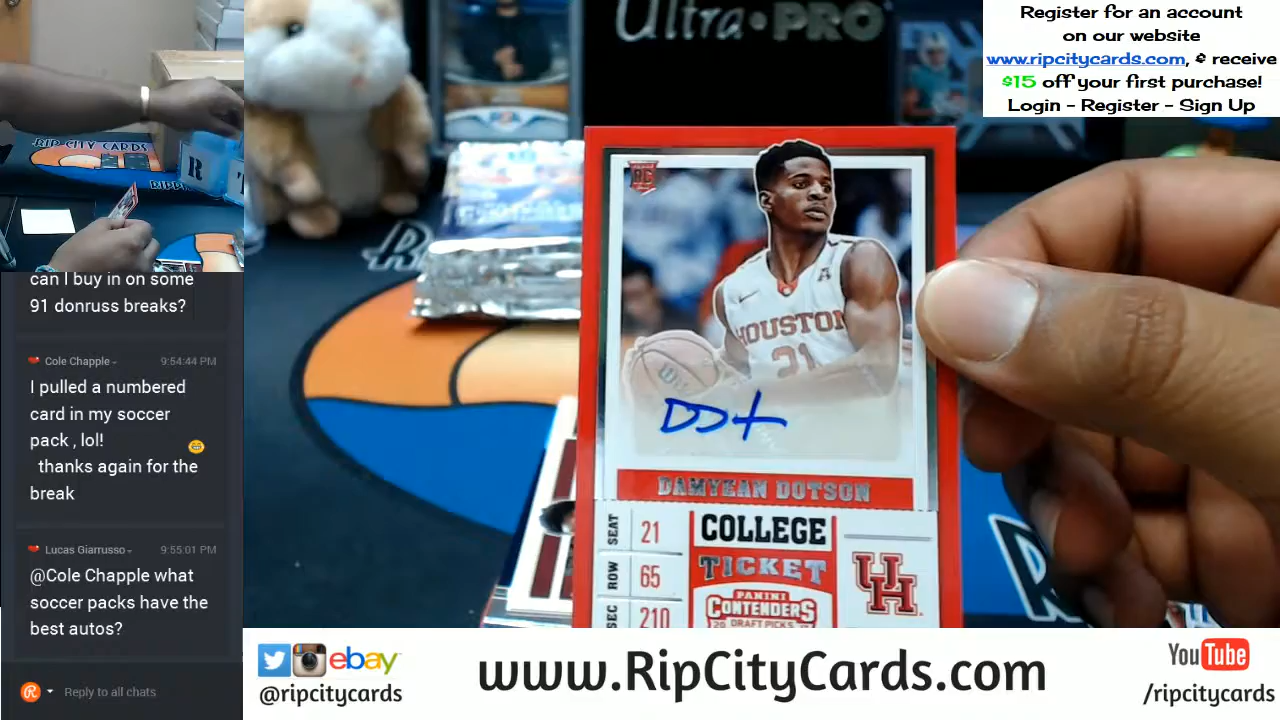 Register for an account
on our website
www.ripcitycards.com, & receive
$15 off your first purchase!
Login - Register - Sign Up
Ultra·PRO
RIP CITY CARDS
R
can I buy in on some
91 donruss breaks?
Cole Chapple
9:54:44 PM
I pulled a numbered
card in my soccer
pack , lol!
thanks again for the
break
Lucas Giarrusso
9:55:01 PM
@Cole Chapple what
soccer packs have the
best autos?
Reply to all chats
RC
HOUSTON
21
DAMYEAN DOTSON
SEAT 21
ROW 65
SEC 210
COLLEGE
TICKET
PANINI
CONTENDERS
DRAFT PICKS
UH
ebay
@ripcitycards
www.RipCityCards.com
YouTube
/ripcitycards